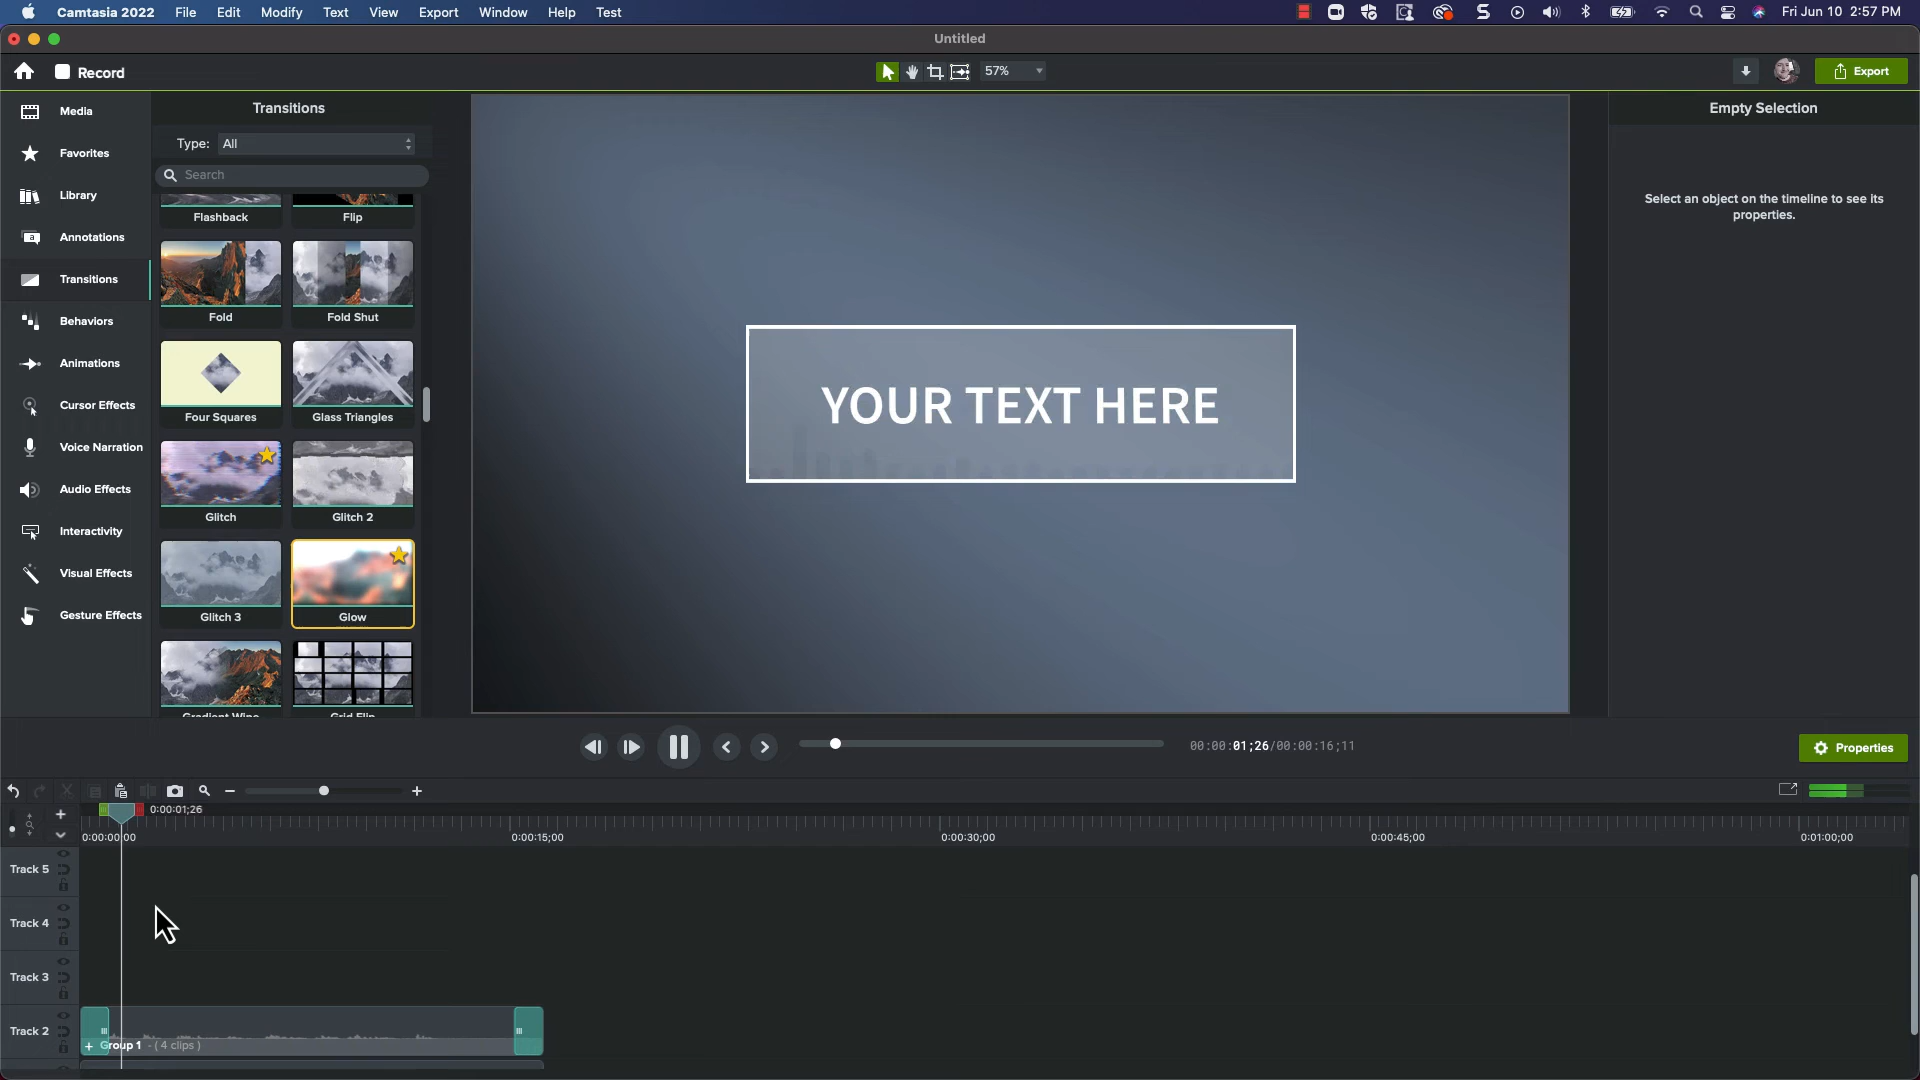 Camtasia 2022 File Edit Modify Text View Export Window Help Test Fri Jun 10 2:57 PM
Untitled
Record 57% Export
Media
Favorites
Library
Annotations
Transitions
Behaviors
Animations
Cursor Effects
Voice Narration
Audio Effects
Interactivity
Visual Effects
Gesture Effects
Transitions
Type: All
Search
Flashback Flip
Fold Fold Shut
Four Squares Glass Triangles
Glitch Glitch 2
Glitch 3 Glow
Gradient Wipe Grid Flip
YOUR TEXT HERE
Empty Selection
Select an object on the timeline to see its
properties.
00:00:01;26/00:00:16;11
Properties
0:00:01;26
0:00:00;00 0:00:15;00 0:00:30;00 0:00:45;00 0:01:00;00
Track 5
Track 4
Track 3
Track 2
+ Group 1 - ( 4 clips )